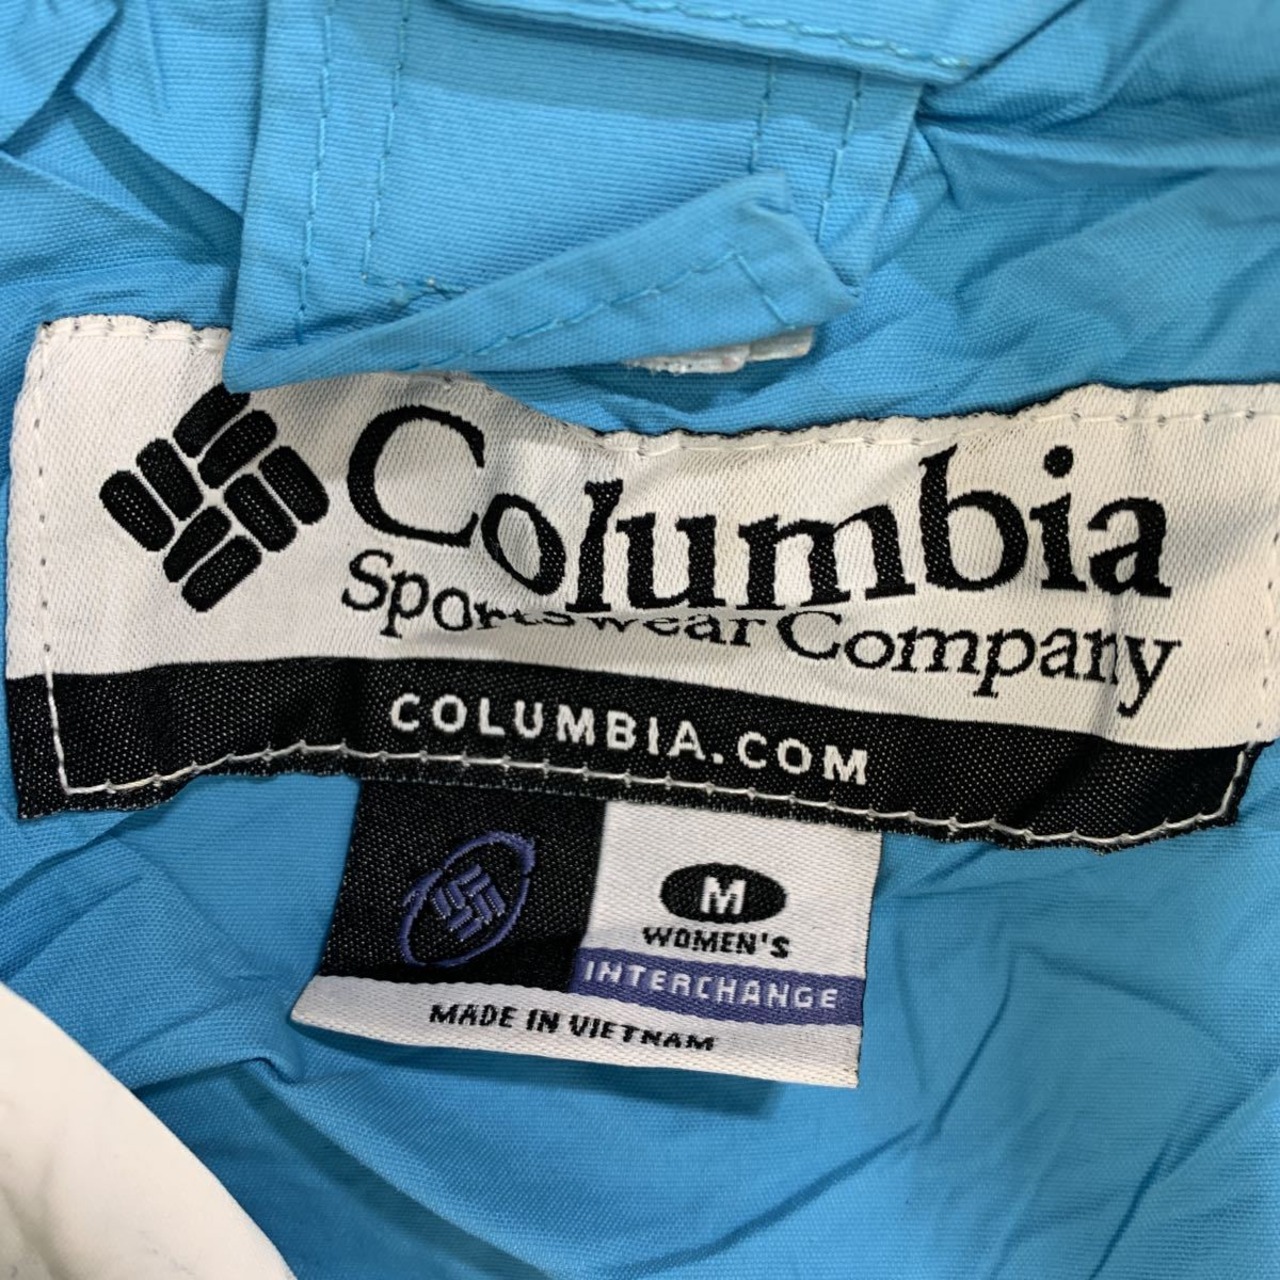 Columbia
Sportswear Company
COLUMBIA.COM
M
WOMEN'S
INTERCHANGE
MADE IN VIETNAM